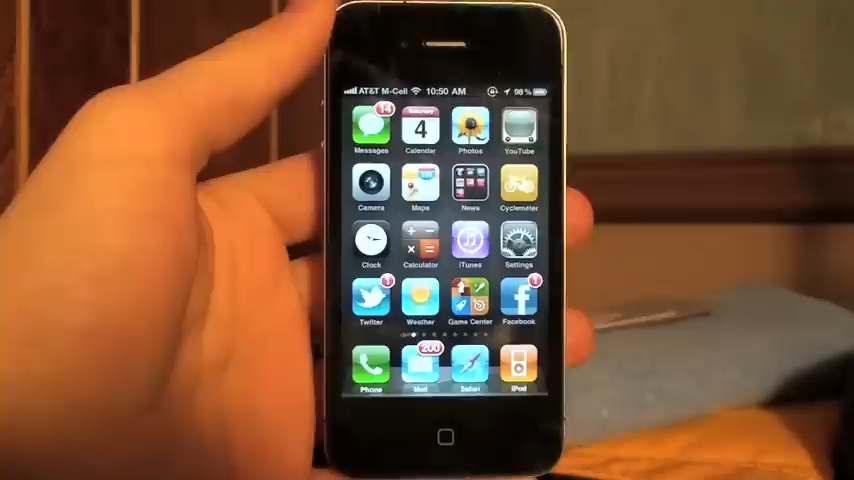 AT&T M-Cell 10:50 AM 98%
14
Saturday
4
Messages Calendar Photos YouTube
Camera Maps News Cyclemeter
Clock Calculator iTunes Settings
1 1
Twitter Weather Game Center Facebook
200
Phone Mail Safari iPod